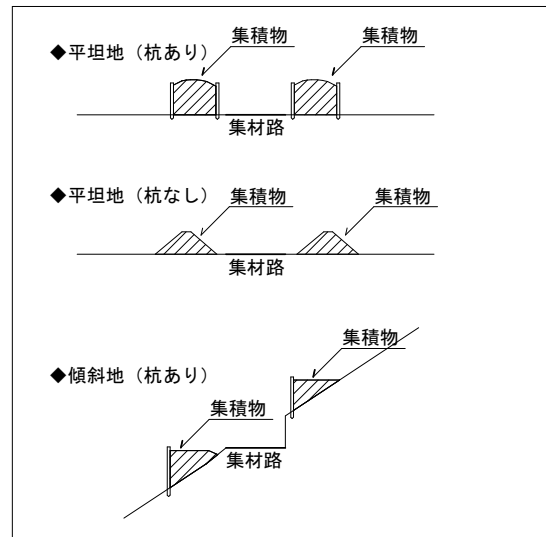 ◆平坦地（杭あり）
集積物
集積物
集材路
◆平坦地（杭なし）
集積物
集積物
集材路
◆傾斜地（杭あり）
集積物
集積物
集材路